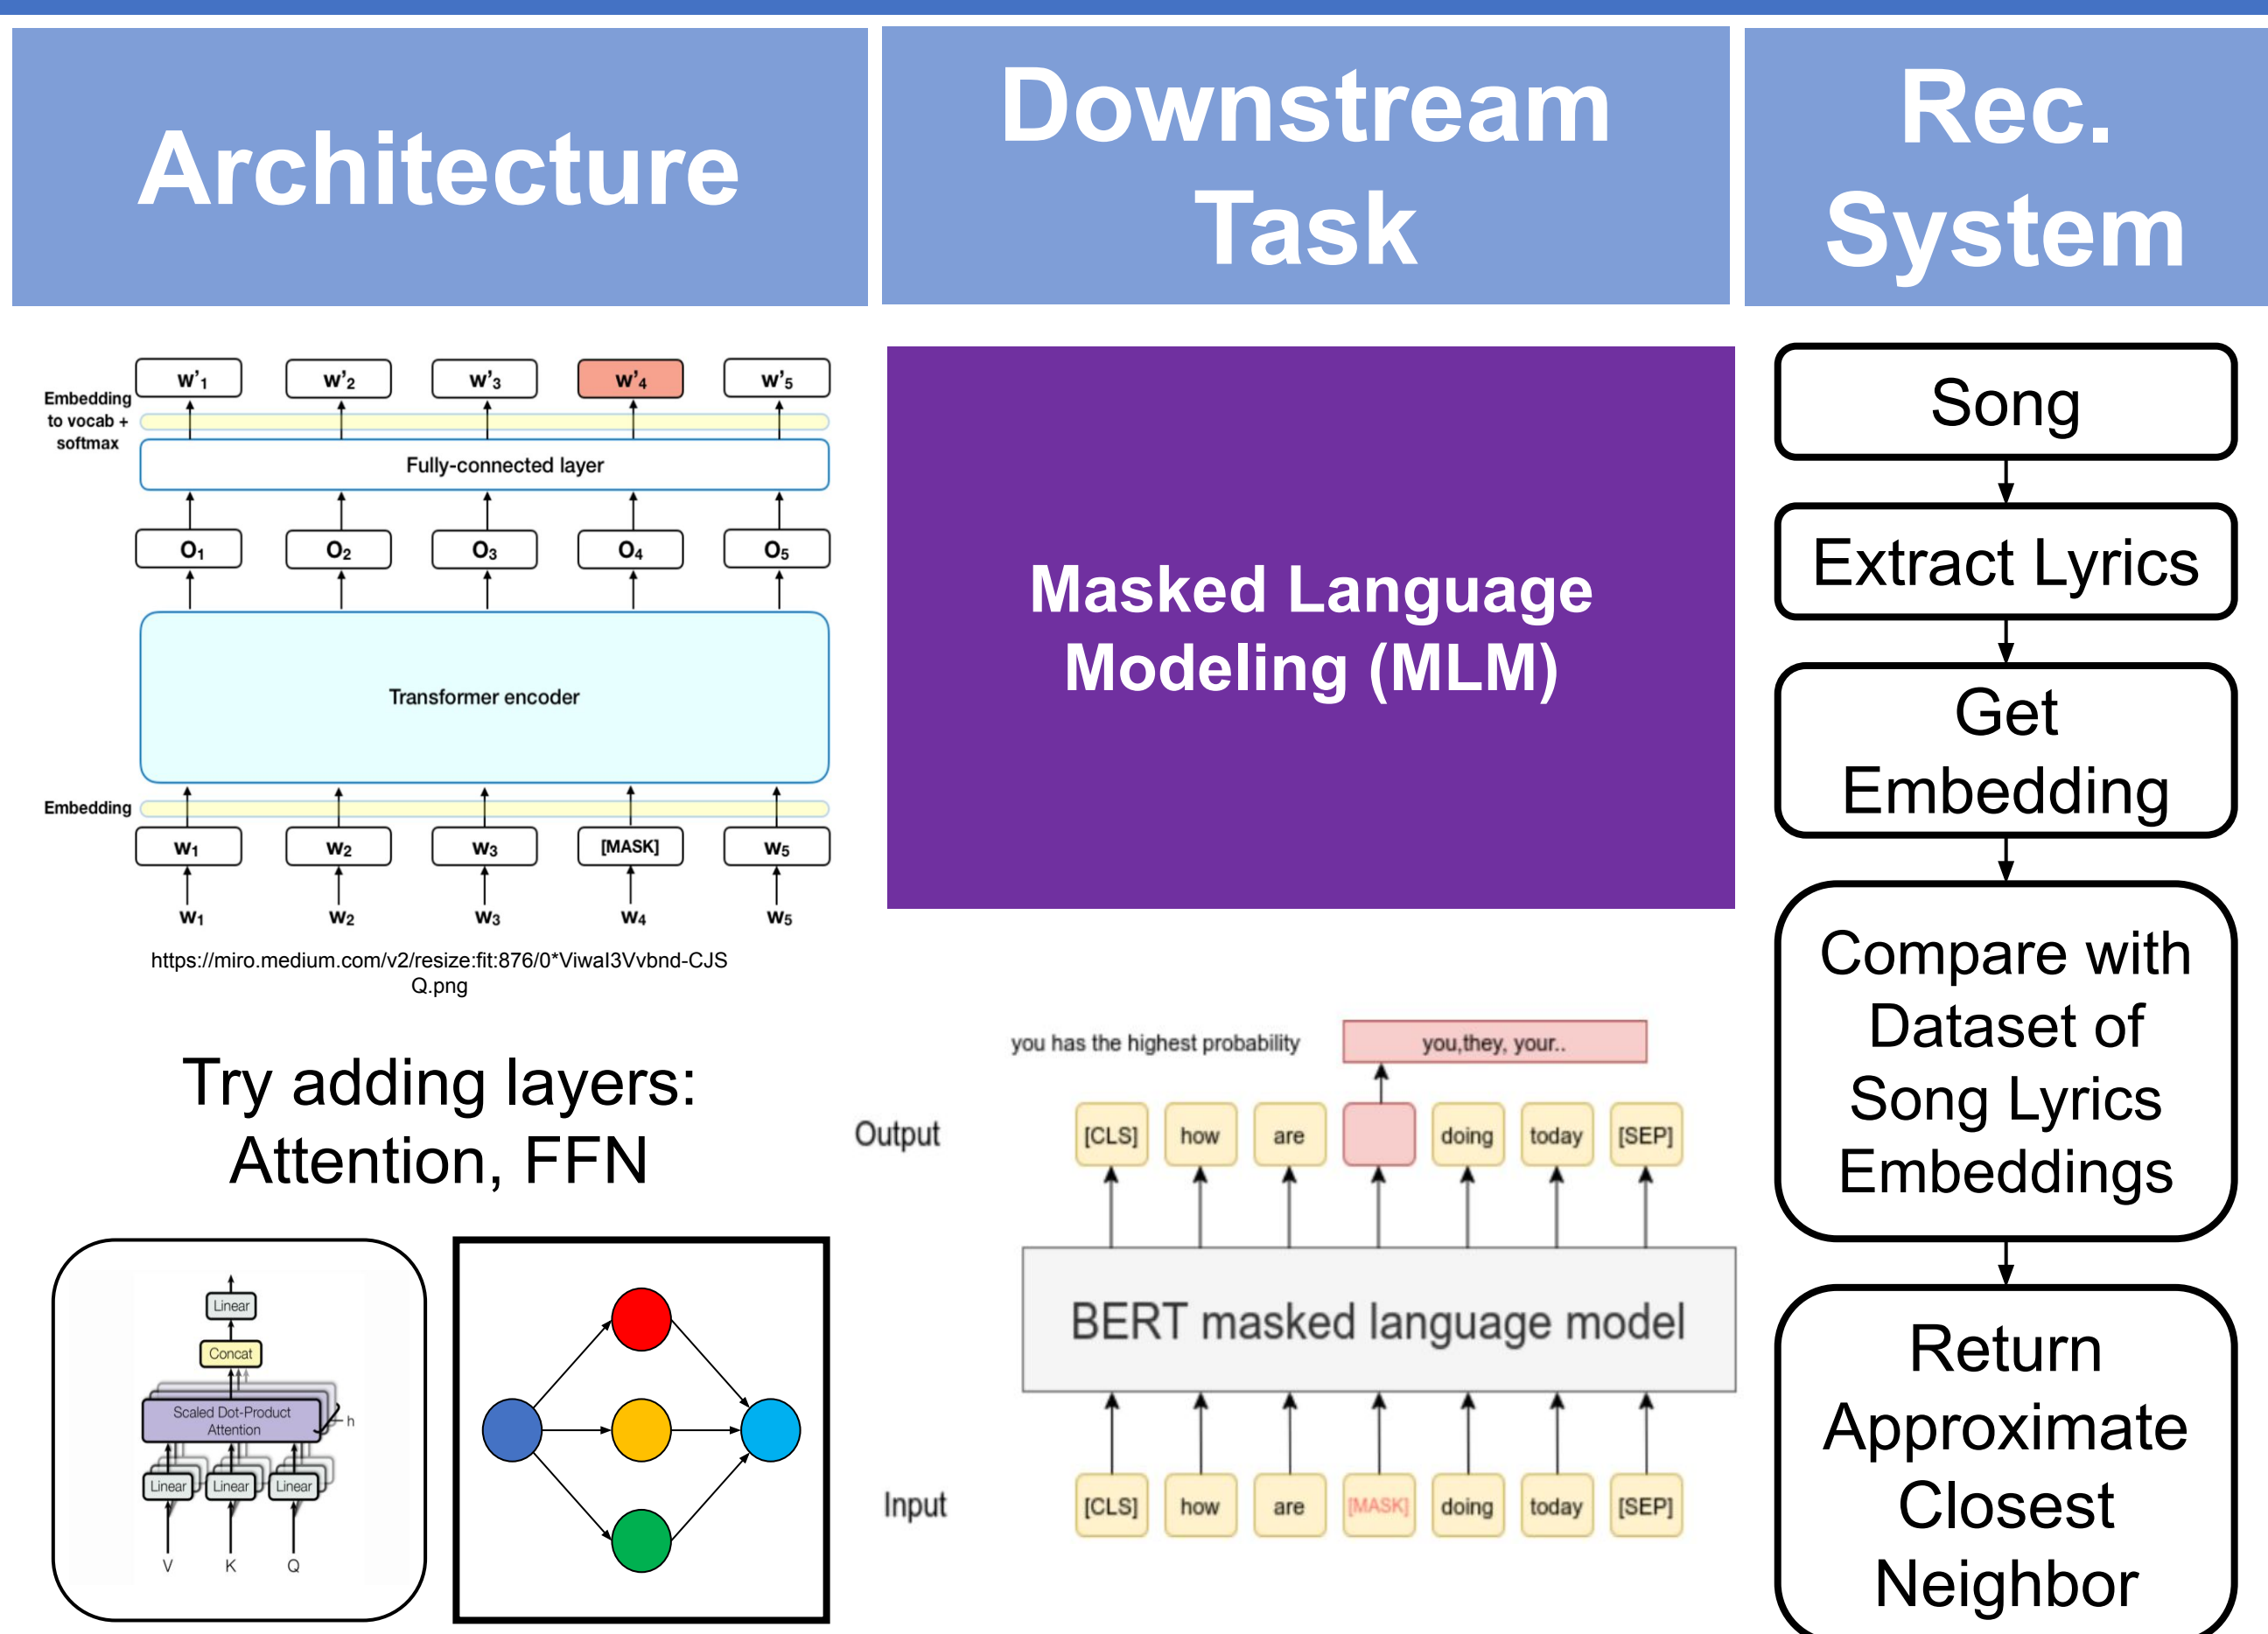 Architecture
Downstream
Task
Rec.
System
w'1
w'2
w'3
w'4
w'5
Embedding
to vocab +
softmax
Fully-connected layer
O1
O2
O3
O4
O5
Transformer encoder
Embedding
W1
W2
W3
[MASK]
W5
W1
W2
W3
W4
W5
https://miro.medium.com/v2/resize:fit:876/0*ViwaI3Vvbnd-CJS
Q.png
Try adding layers:
Attention, FFN
Linear
Concat
Scaled Dot-Product
Attention
h
Linear
Linear
Linear
V
K
Q
Masked Language
Modeling (MLM)
you has the highest probability
you,they, your..
Output
[CLS]
how
are
doing
today
[SEP]
BERT masked language model
Input
[CLS]
how
are
[MASK]
doing
today
[SEP]
Song
Extract Lyrics
Get
Embedding
Compare with
Dataset of
Song Lyrics
Embeddings
Return
Approximate
Closest
Neighbor